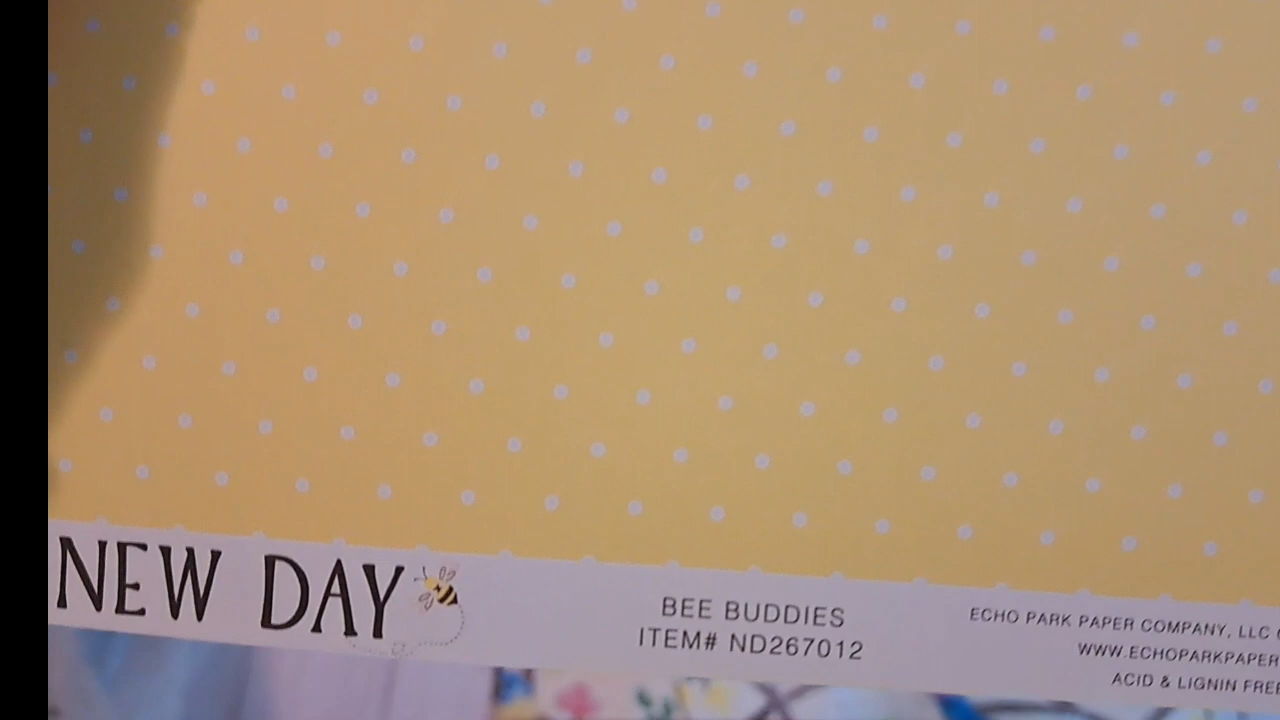 NEW DAY
BEE BUDDIES
ITEM# ND267012
ECHO PARK PAPER COMPANY, LLC
WWW.ECHOPARKPAPER
ACID & LIGNIN FREE